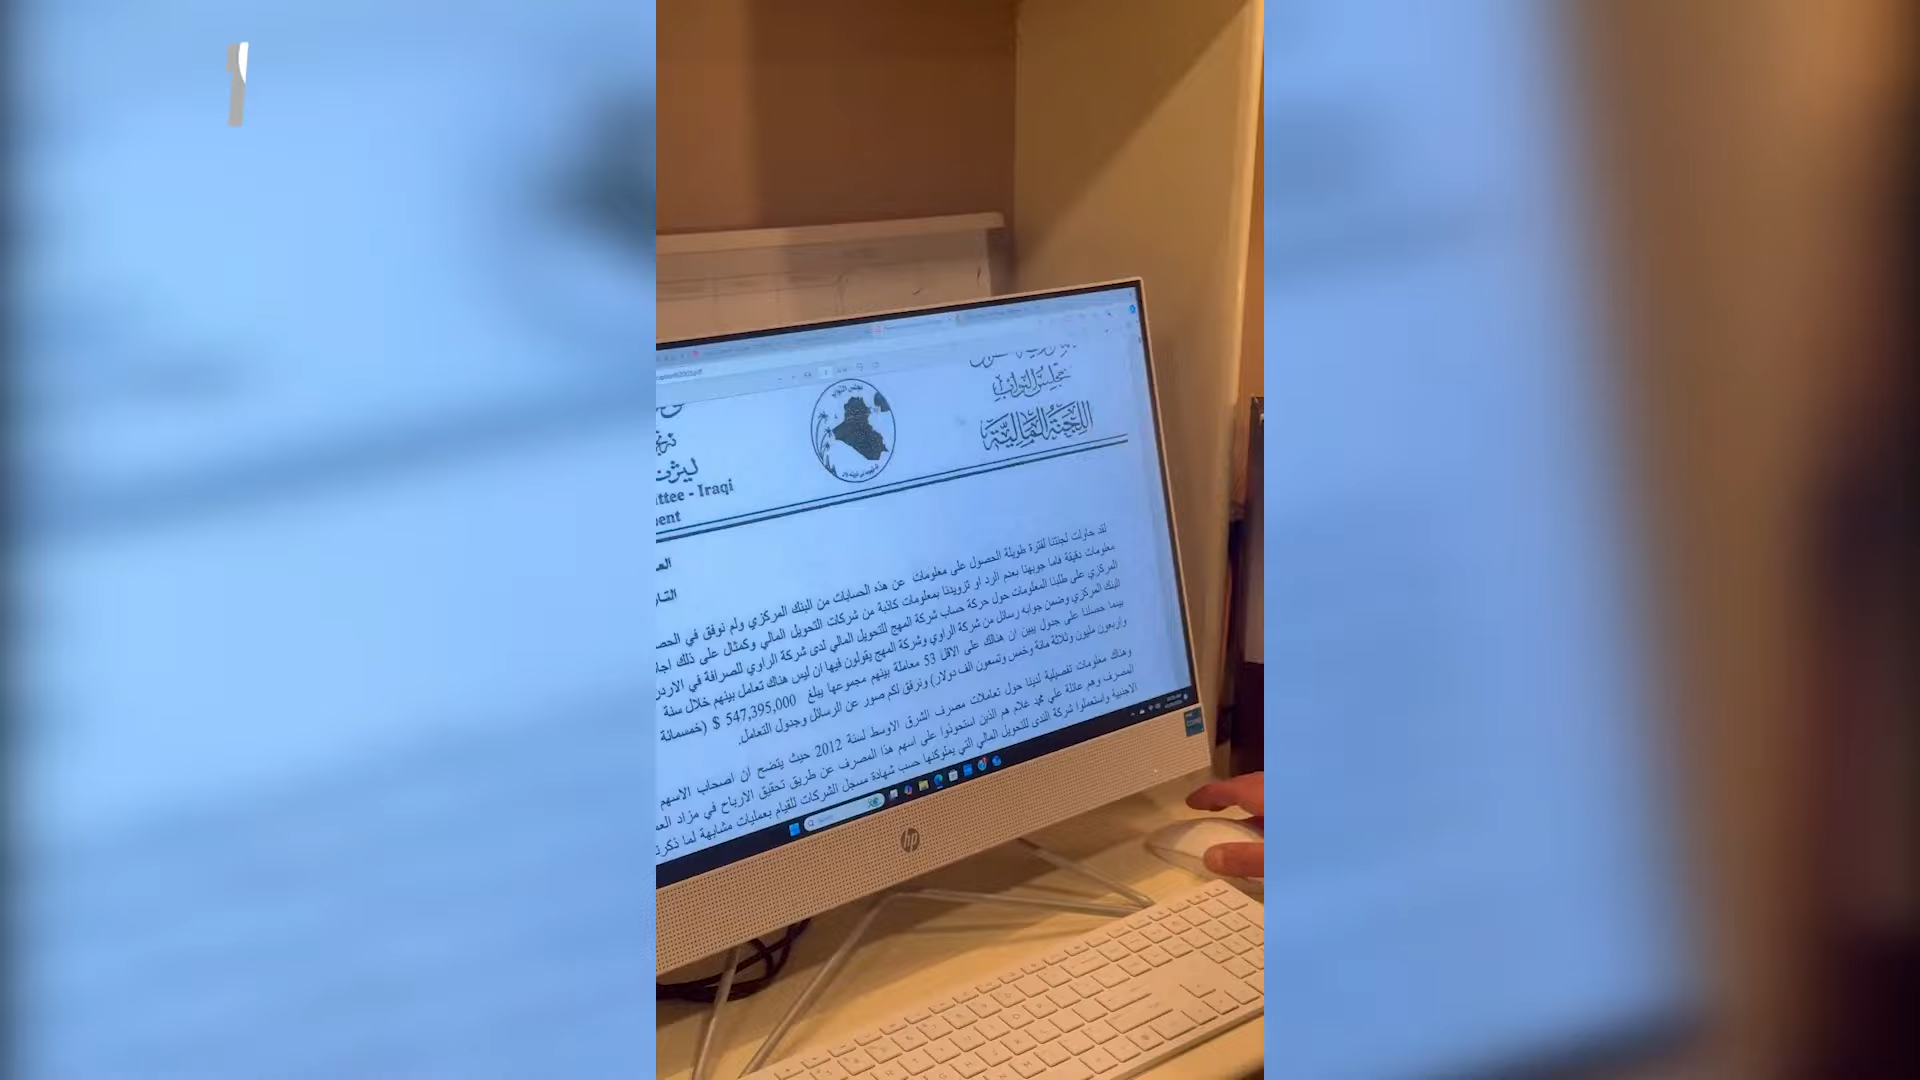 مجلس النواب
اللجنة المالية
مجلس النواب
ttee - Iraqi
ent
لقد حاولت لجنتنا لفترة طويلة الحصول على معلومات عن هذه الحسابات من البنك المركزي ولم نوفق في
معلومات دقيقة فاما جوبهنا بعدم الرد او تزويدنا بمعلومات كاذبة من شركات التحويل المالي وكمثال على ذلك
المركزي على طلبنا المعلومات حول حركة حساب شركة المهج للتحويل المالي لدى شركة الراوي للصرافة في
البنك المركزي وضمن جوابه رسائل من شركة الراوي وشركة المهج يقولون فيها ان ليس هناك تعامل بينهم خلال سنة
بينما حصلنا على جدول يبين ان هنالك على الاقل 53 معاملة بينهم مجموعها يبلغ 547,395,000 $ (خمسمائة
واربعون مليون وثلاثة مائة وخمس وتسعون الف دولار) ونرفق لكم صور عن الرسائل وجدول التعامل.
وهناك معلومات تفصيلية لدينا حول تعاملات مصرف الشرق الاوسط لسنة 2012 حيث يتضح ان اصحاب الاسهم
المصرف وهم عائلة علي محمد غلام هم الذين استحوذوا على اسهم هذا المصرف عن طريق تحقيق الارباح في مزاد
الاجنبية واستعملوا شركة الندى للتحويل المالي التي يملوكنها حسب شهادة مسجل الشركات للقيام بعمليات مشابهة لما
hp